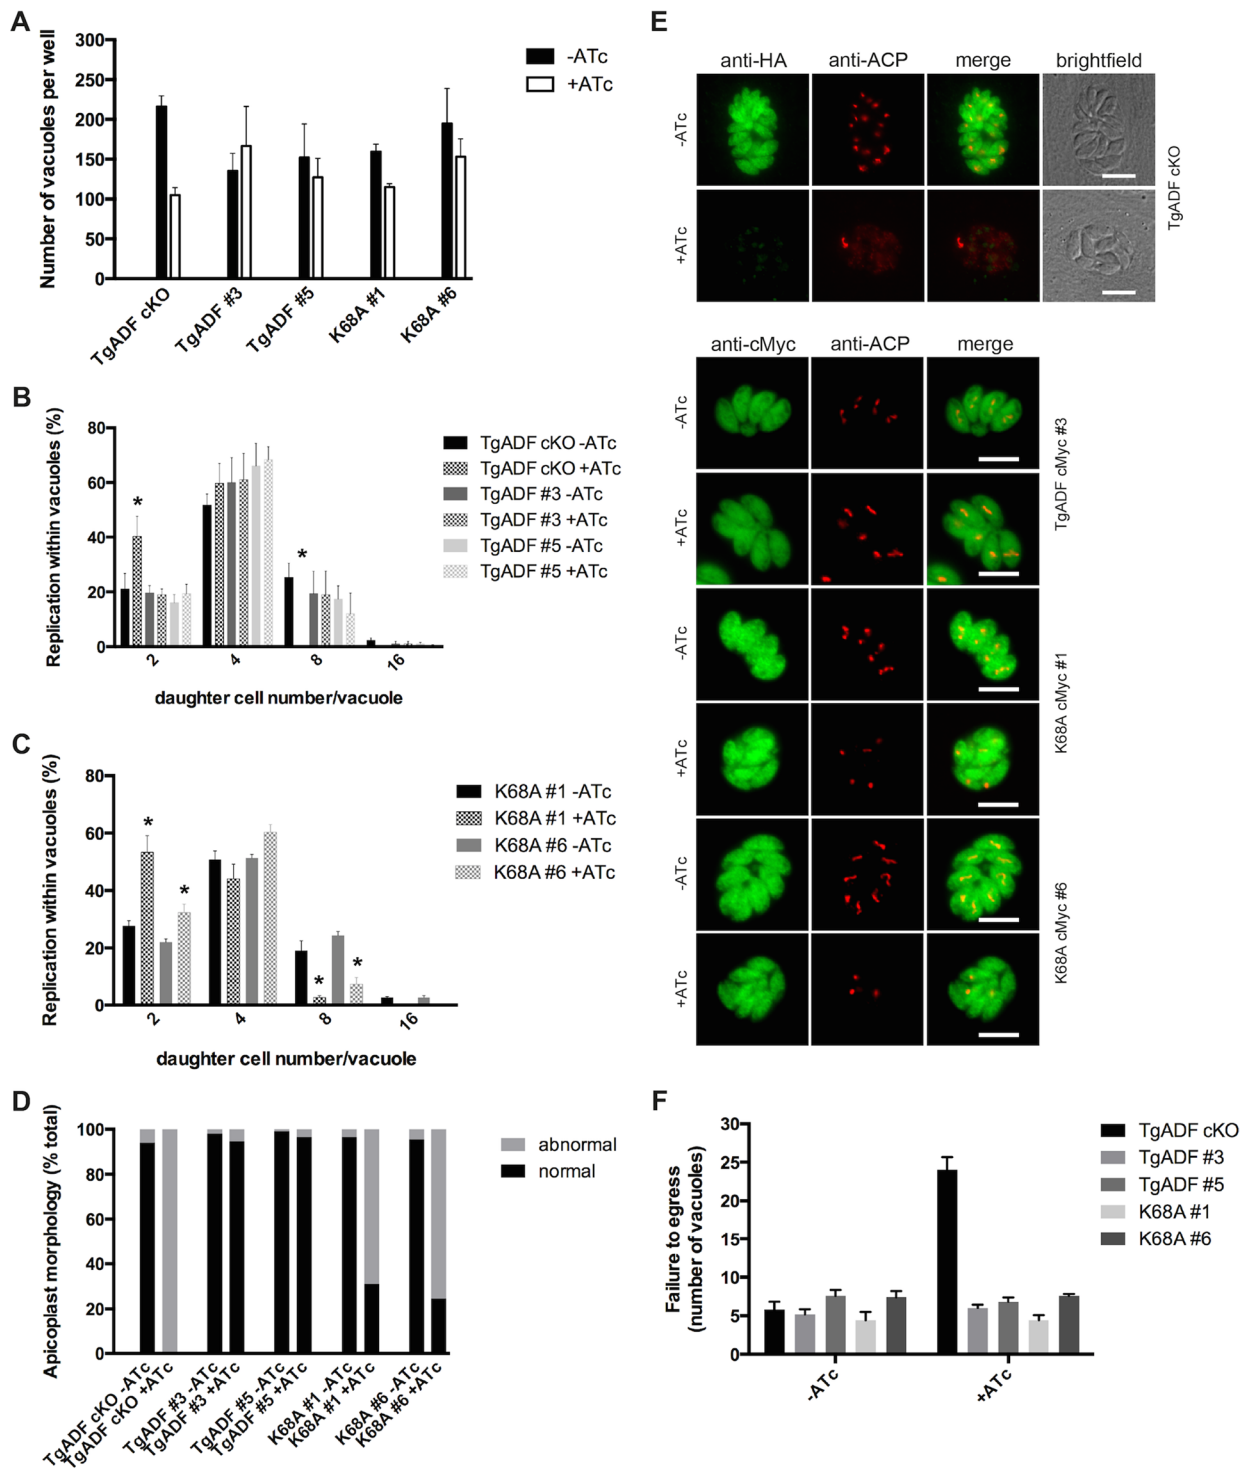 A
Number of vacuoles per well
300
250
200
150
100
50
0
-ATc
+ATc
TgADF cKO
TgADF #3
TgADF #5
K68A #1
K68A #6
B
Replication within vacuoles (%)
80
60
40
20
0
*
*
2
4
8
16
daughter cell number/vacuole
TgADF cKO -ATc
TgADF cKO +ATc
TgADF #3 -ATc
TgADF #3 +ATc
TgADF #5 -ATc
TgADF #5 +ATc
C
Replication within vacuoles (%)
80
60
40
20
0
*
*
*
*
2
4
8
16
daughter cell number/vacuole
K68A #1 -ATc
K68A #1 +ATc
K68A #6 -ATc
K68A #6 +ATc
D
Apicoplast morphology (% total)
100
80
60
40
20
0
abnormal
normal
TgADF cKO -ATc
TgADF cKO +ATc
TgADF #3 -ATc
TgADF #3 +ATc
TgADF #5 -ATc
TgADF #5 +ATc
K68A #1 -ATc
K68A #1 +ATc
K68A #6 -ATc
K68A #6 +ATc
E
anti-HA anti-ACP merge brightfield
-ATc
+ATc
TgADF cKO
anti-cMyc anti-ACP merge
-ATc
+ATc
TgADF cMyc #3
-ATc
+ATc
K68A cMyc #1
-ATc
+ATc
K68A cMyc #6
F
Failure to egress
(number of vacuoles)
30
25
20
15
10
5
0
-ATc
+ATc
TgADF cKO
TgADF #3
TgADF #5
K68A #1
K68A #6